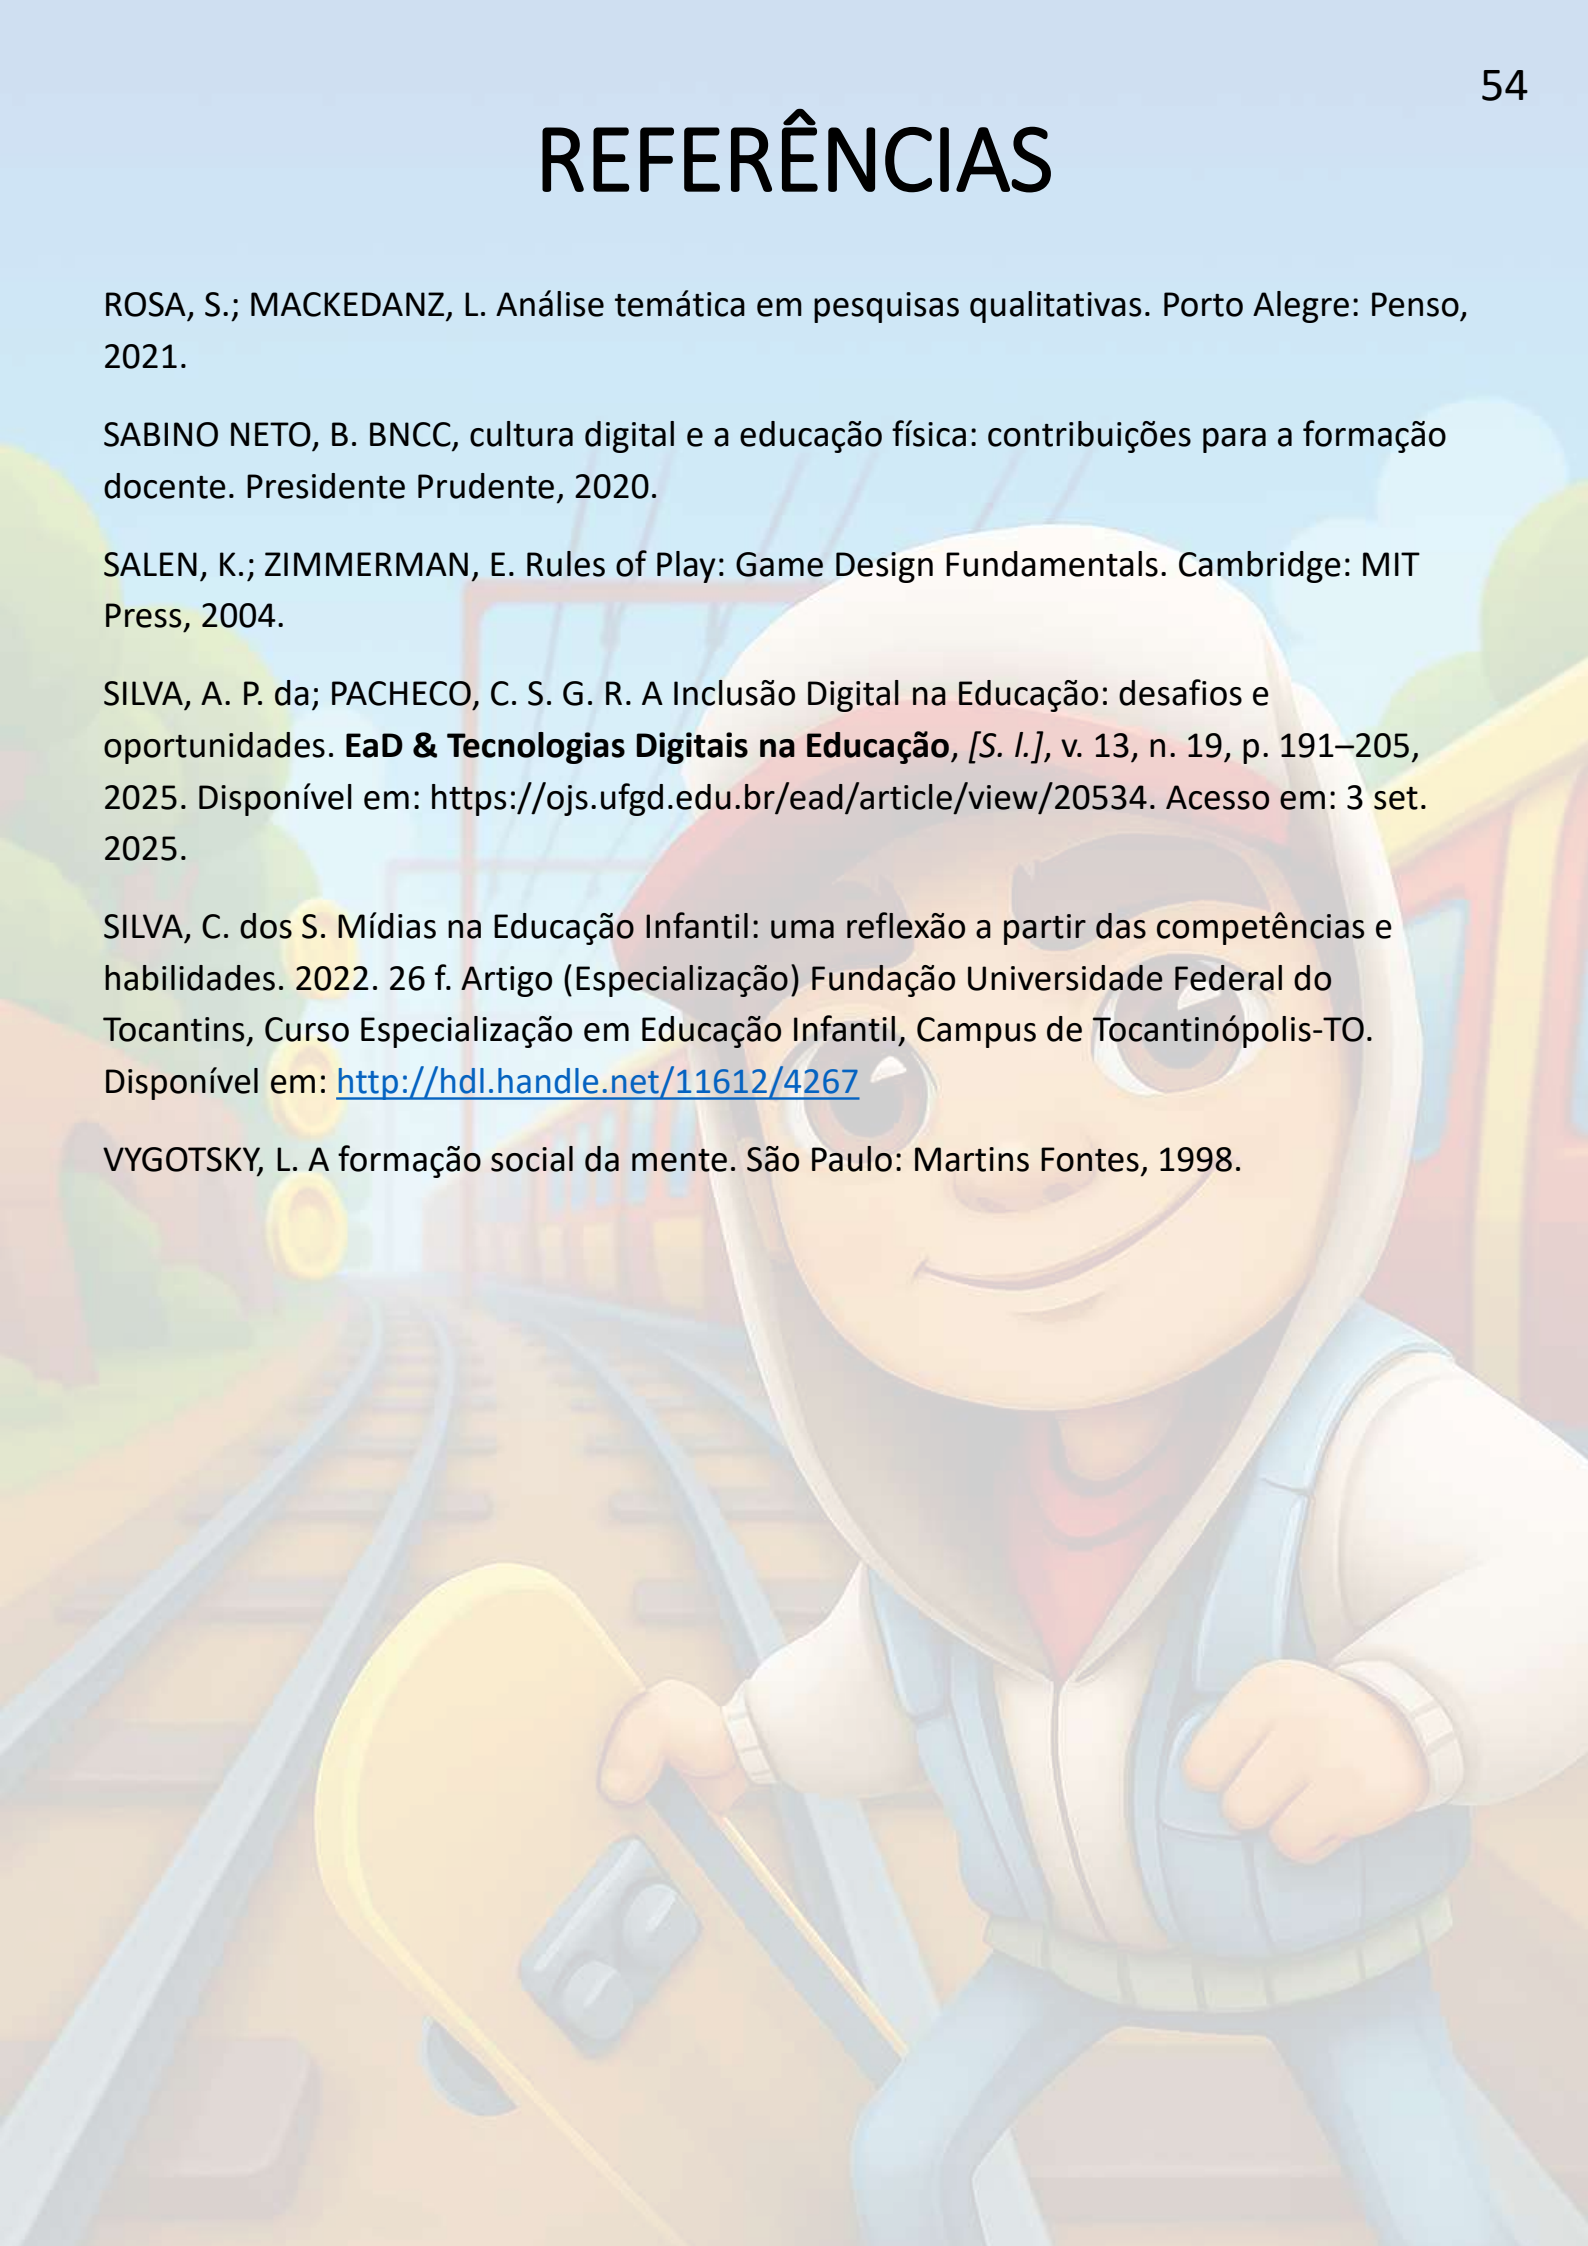 54
REFERÊNCIAS
ROSA, S.; MACKEDANZ, L. Análise temática em pesquisas qualitativas. Porto Alegre: Penso,
2021.
SABINO NETO, B. BNCC, cultura digital e a educação física: contribuições para a formação
docente. Presidente Prudente, 2020.
SALEN, K.; ZIMMERMAN, E. Rules of Play: Game Design Fundamentals. Cambridge: MIT
Press, 2004.
SILVA, A. P. da; PACHECO, C. S. G. R. A Inclusão Digital na Educação: desafios e
oportunidades. EaD & Tecnologias Digitais na Educação, [S. l.], v. 13, n. 19, p. 191–205,
2025. Disponível em: https://ojs.ufgd.edu.br/ead/article/view/20534. Acesso em: 3 set.
2025.
SILVA, C. dos S. Mídias na Educação Infantil: uma reflexão a partir das competências e
habilidades. 2022. 26 f. Artigo (Especialização) Fundação Universidade Federal do
Tocantins, Curso Especialização em Educação Infantil, Campus de Tocantinópolis-TO.
Disponível em: http://hdl.handle.net/11612/4267
VYGOTSKY, L. A formação social da mente. São Paulo: Martins Fontes, 1998.